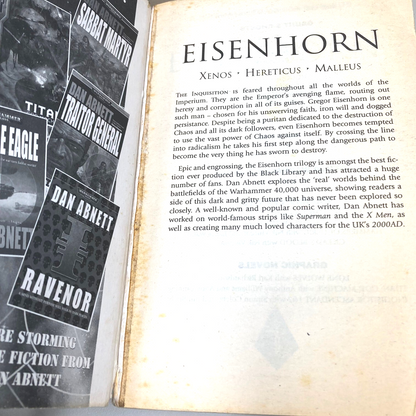 SABBAT MARTYR
TITAN
E EAGLE
ABNETT
DAN ABNETT
RAVENOR
RE STORMING
E FICTION FROM
N ABNETT
EISENHORN
XENOS • HERETICUS • MALLEUS
THE INQUISITION is feared throughout all the worlds of the
Imperium. They are the Emperor's avenging flame, routing out
heresy and corruption in all of its guises. Gregor Eisenhorn is one
such man – chosen for his unwavering faith, iron will and dogged
persistance. Despite being a puritan dedicated to the destruction of
Chaos and all its dark followers, even Eisenhorn becomes tempted
to use the vast power of Chaos against itself. By crossing the line
into radicalism he takes his first step along the dangerous path to
become the very thing he has sworn to destroy.
Epic and engrossing, the Eisenhorn trilogy is amongst the best fic-
tion ever produced by the Black Library and has attracted a huge
number of fans. Dan Abnett explores the 'real' worlds behind the
battlefields of the Warhammer 40,000 universe, showing readers a
side of this dark and gritty future that has never been explored so
closely. A well-known and popular comic writer, Dan Abnett has
worked on world-famous strips like Superman and the X Men, as
well as creating many much loved characters for the UK's 2000AD.
GRAPHIC NOVELS